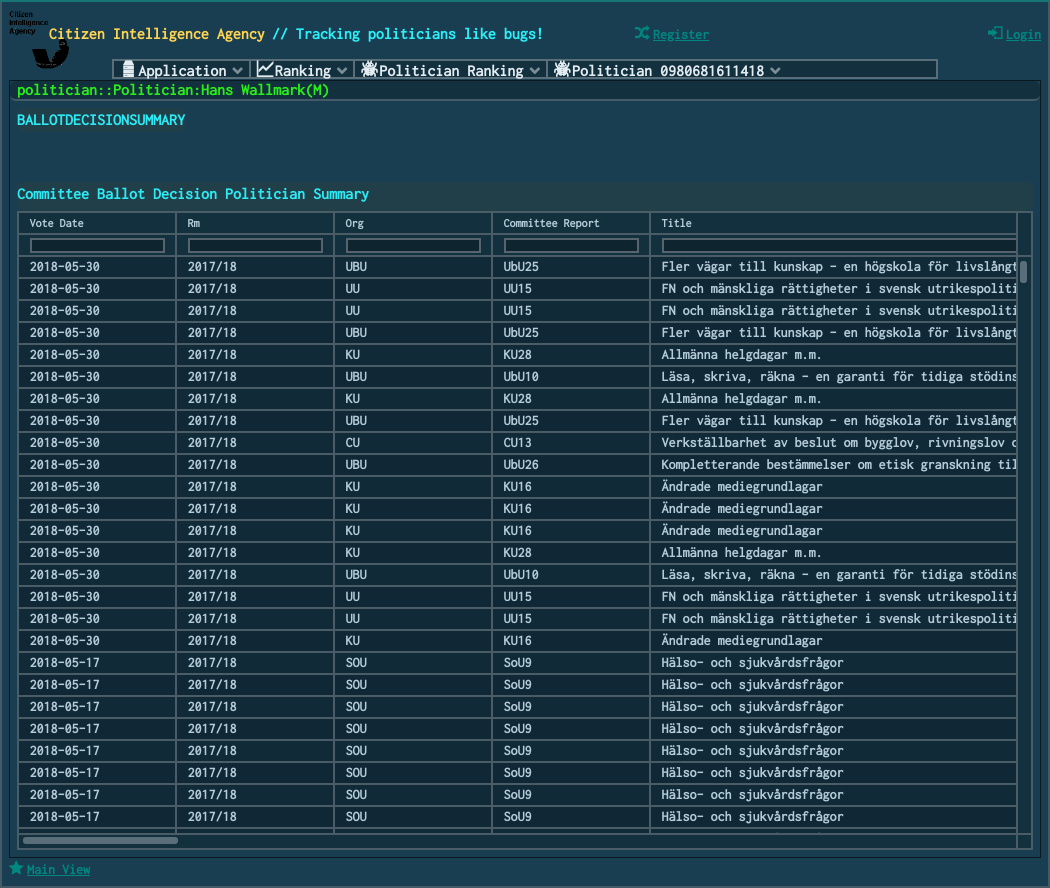 Citizen
Intelligence
Agency
Citizen Intelligence Agency // Tracking politicians like bugs!
Register
Login
Application Ranking Politician Ranking Politician 0980681611418
politician::Politician:Hans Wallmark(M)
BALLOTDECISIONSUMMARY
Committee Ballot Decision Politician Summary
Vote Date Rm Org Committee Report Title
2018-05-30 2017/18 UBU UbU25 Fler vägar till kunskap – en högskola för livslångt
2018-05-30 2017/18 UU UU15 FN och mänskliga rättigheter i svensk utrikespoliti
2018-05-30 2017/18 UU UU15 FN och mänskliga rättigheter i svensk utrikespoliti
2018-05-30 2017/18 UBU UbU25 Fler vägar till kunskap – en högskola för livslångt
2018-05-30 2017/18 KU KU28 Allmänna helgdagar m.m.
2018-05-30 2017/18 UBU UbU10 Läsa, skriva, räkna – en garanti för tidiga stödins
2018-05-30 2017/18 KU KU28 Allmänna helgdagar m.m.
2018-05-30 2017/18 UBU UbU25 Fler vägar till kunskap – en högskola för livslångt
2018-05-30 2017/18 CU CU13 Verkställbarhet av beslut om bygglov, rivningslov o
2018-05-30 2017/18 UBU UbU26 Kompletterande bestämmelser om etisk granskning til
2018-05-30 2017/18 KU KU16 Ändrade mediegrundlagar
2018-05-30 2017/18 KU KU16 Ändrade mediegrundlagar
2018-05-30 2017/18 KU KU16 Ändrade mediegrundlagar
2018-05-30 2017/18 KU KU28 Allmänna helgdagar m.m.
2018-05-30 2017/18 UBU UbU10 Läsa, skriva, räkna – en garanti för tidiga stödins
2018-05-30 2017/18 UU UU15 FN och mänskliga rättigheter i svensk utrikespoliti
2018-05-30 2017/18 UU UU15 FN och mänskliga rättigheter i svensk utrikespoliti
2018-05-30 2017/18 KU KU16 Ändrade mediegrundlagar
2018-05-17 2017/18 SOU SoU9 Hälso- och sjukvårdsfrågor
2018-05-17 2017/18 SOU SoU9 Hälso- och sjukvårdsfrågor
2018-05-17 2017/18 SOU SoU9 Hälso- och sjukvårdsfrågor
2018-05-17 2017/18 SOU SoU9 Hälso- och sjukvårdsfrågor
2018-05-17 2017/18 SOU SoU9 Hälso- och sjukvårdsfrågor
2018-05-17 2017/18 SOU SoU9 Hälso- och sjukvårdsfrågor
2018-05-17 2017/18 SOU SoU9 Hälso- och sjukvårdsfrågor
2018-05-17 2017/18 SOU SoU9 Hälso- och sjukvårdsfrågor
Main View